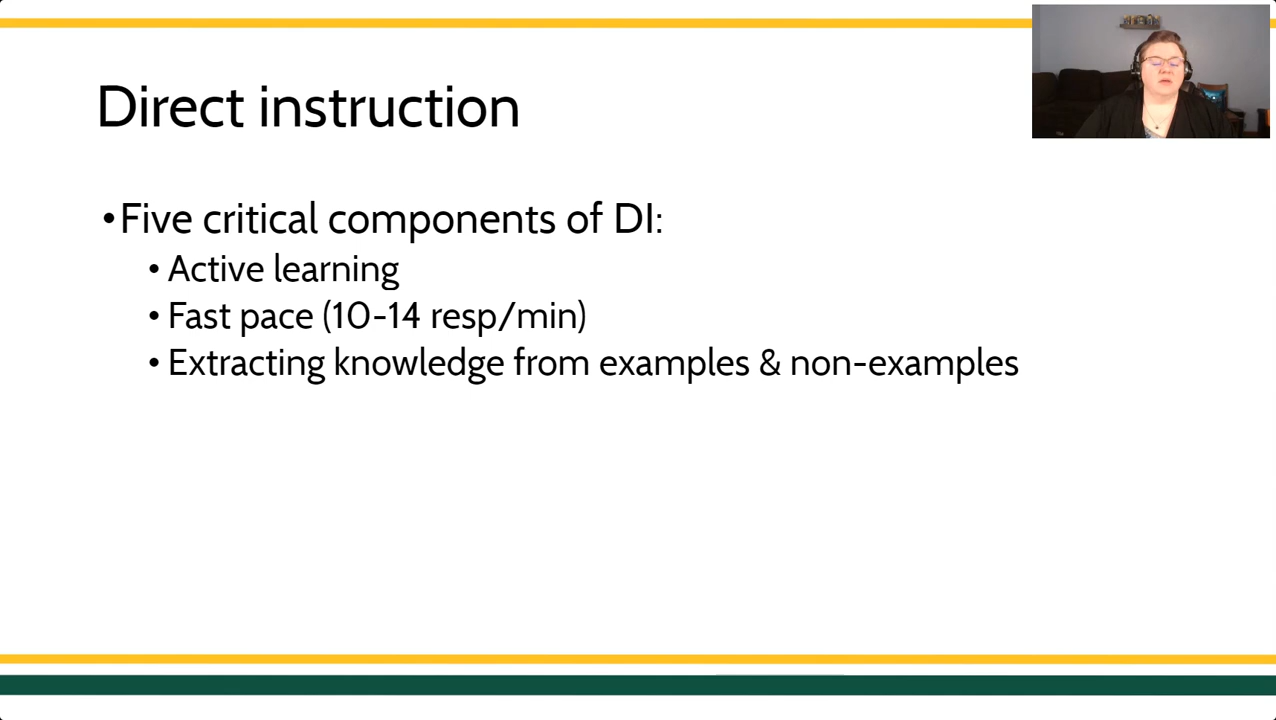 Direct instruction
•Five critical components of DI:
• Active learning
• Fast pace (10-14 resp/min)
• Extracting knowledge from examples & non-examples